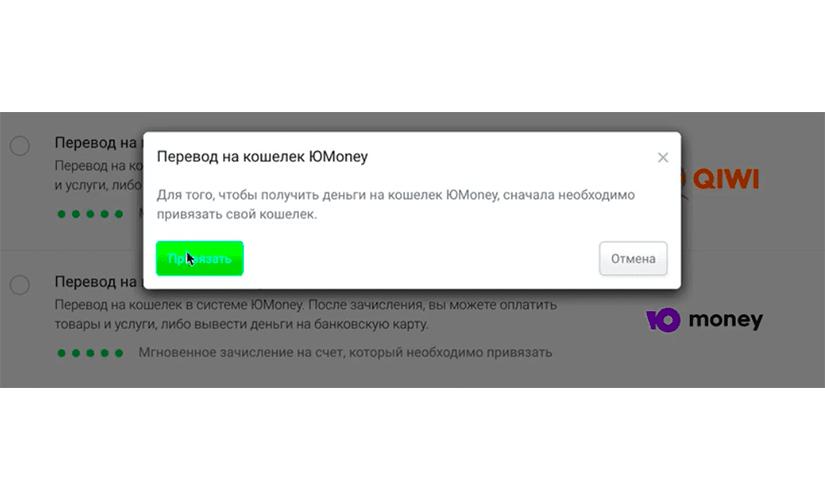 Перевод на
Перевод на кошелек ЮMoney
Перевод на ко
Для того, чтобы получить деньги на кошелек ЮMoney, сначала необходимо
QIWI
и услуги, либо
привязать свой кошелек.
Привязать
Отмена
Перевод на
Перевод на кошелек в системе ЮMoney. После зачисления, вы можете оплатить
товары и услуги, либо вывести деньги на банковскую карту.
Ю money
Мгновенное зачисление на счет, который необходимо привязать